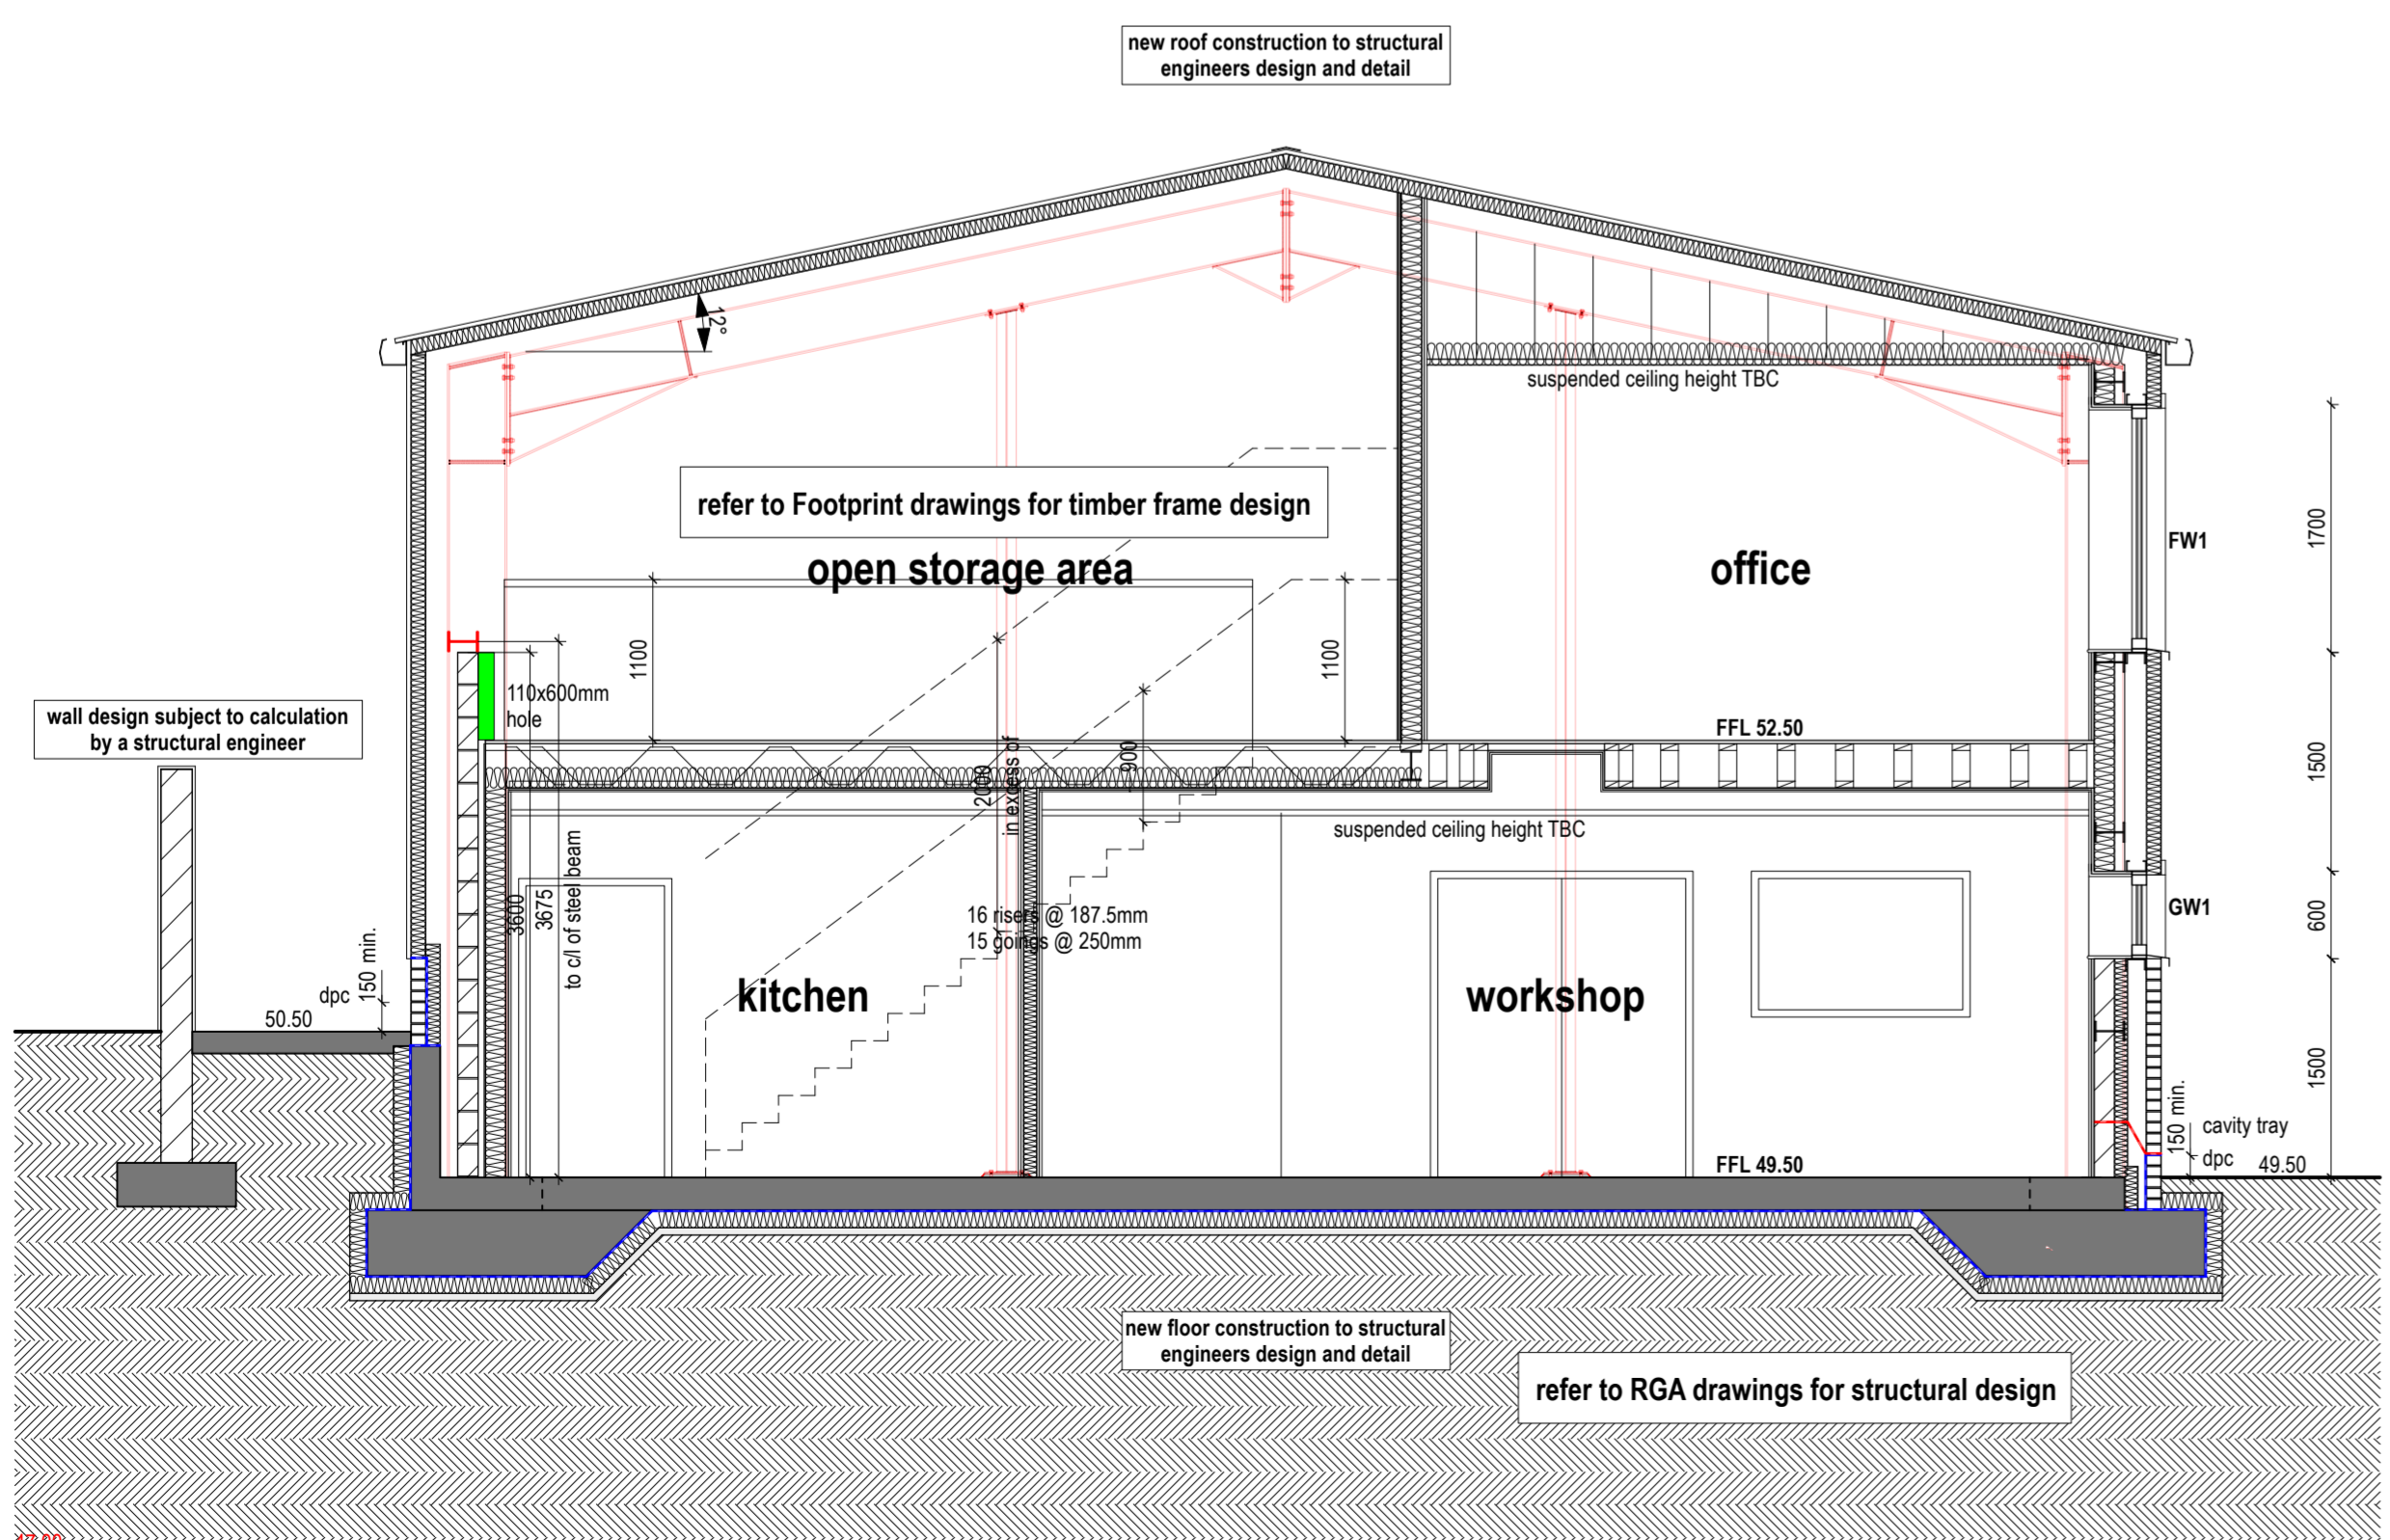 new roof construction to structural
engineers design and detail
12°
suspended ceiling height TBC
refer to Footprint drawings for timber frame design
open storage area
office
FW1
1700
1100
1100
110x600mm
hole
wall design subject to calculation
by a structural engineer
FFL 52.50
900
2000
in excess of
1500
suspended ceiling height TBC
3600
3675
to c/l of steel beam
16 risers @ 187.5mm
15 goings @ 250mm
GW1
600
dpc
150 min.
50.50
kitchen
workshop
1500
150 min.
cavity tray
dpc
49.50
FFL 49.50
new floor construction to structural
engineers design and detail
refer to RGA drawings for structural design